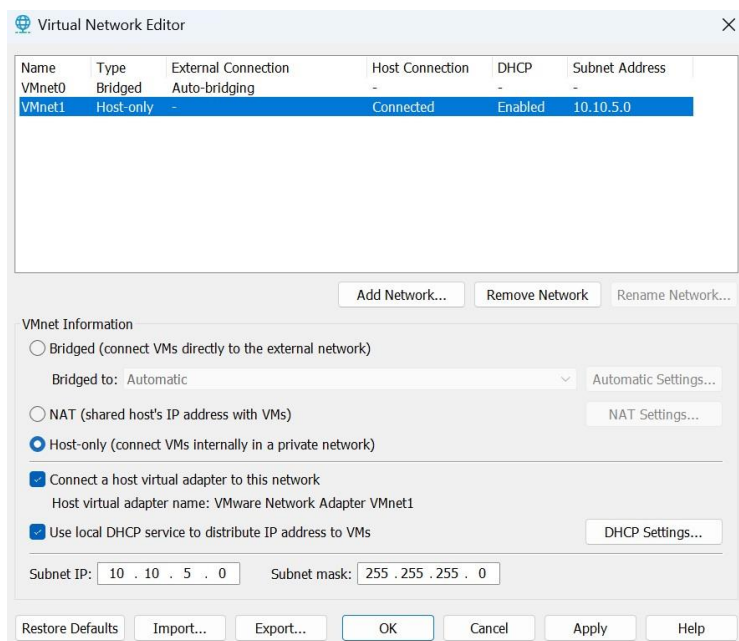 Virtual Network Editor
Name Type External Connection Host Connection DHCP Subnet Address
VMnet0 Bridged Auto-bridging - - -
VMnet1 Host-only - Connected Enabled 10.10.5.0
Add Network... Remove Network Rename Network...
VMnet Information
Bridged (connect VMs directly to the external network)
Bridged to: Automatic Automatic Settings...
NAT (shared host's IP address with VMs) NAT Settings...
Host-only (connect VMs internally in a private network)
Connect a host virtual adapter to this network
Host virtual adapter name: VMware Network Adapter VMnet1
Use local DHCP service to distribute IP address to VMs DHCP Settings...
Subnet IP: 10 . 10 . 5 . 0 Subnet mask: 255 . 255 . 255 . 0
Restore Defaults Import... Export... OK Cancel Apply Help